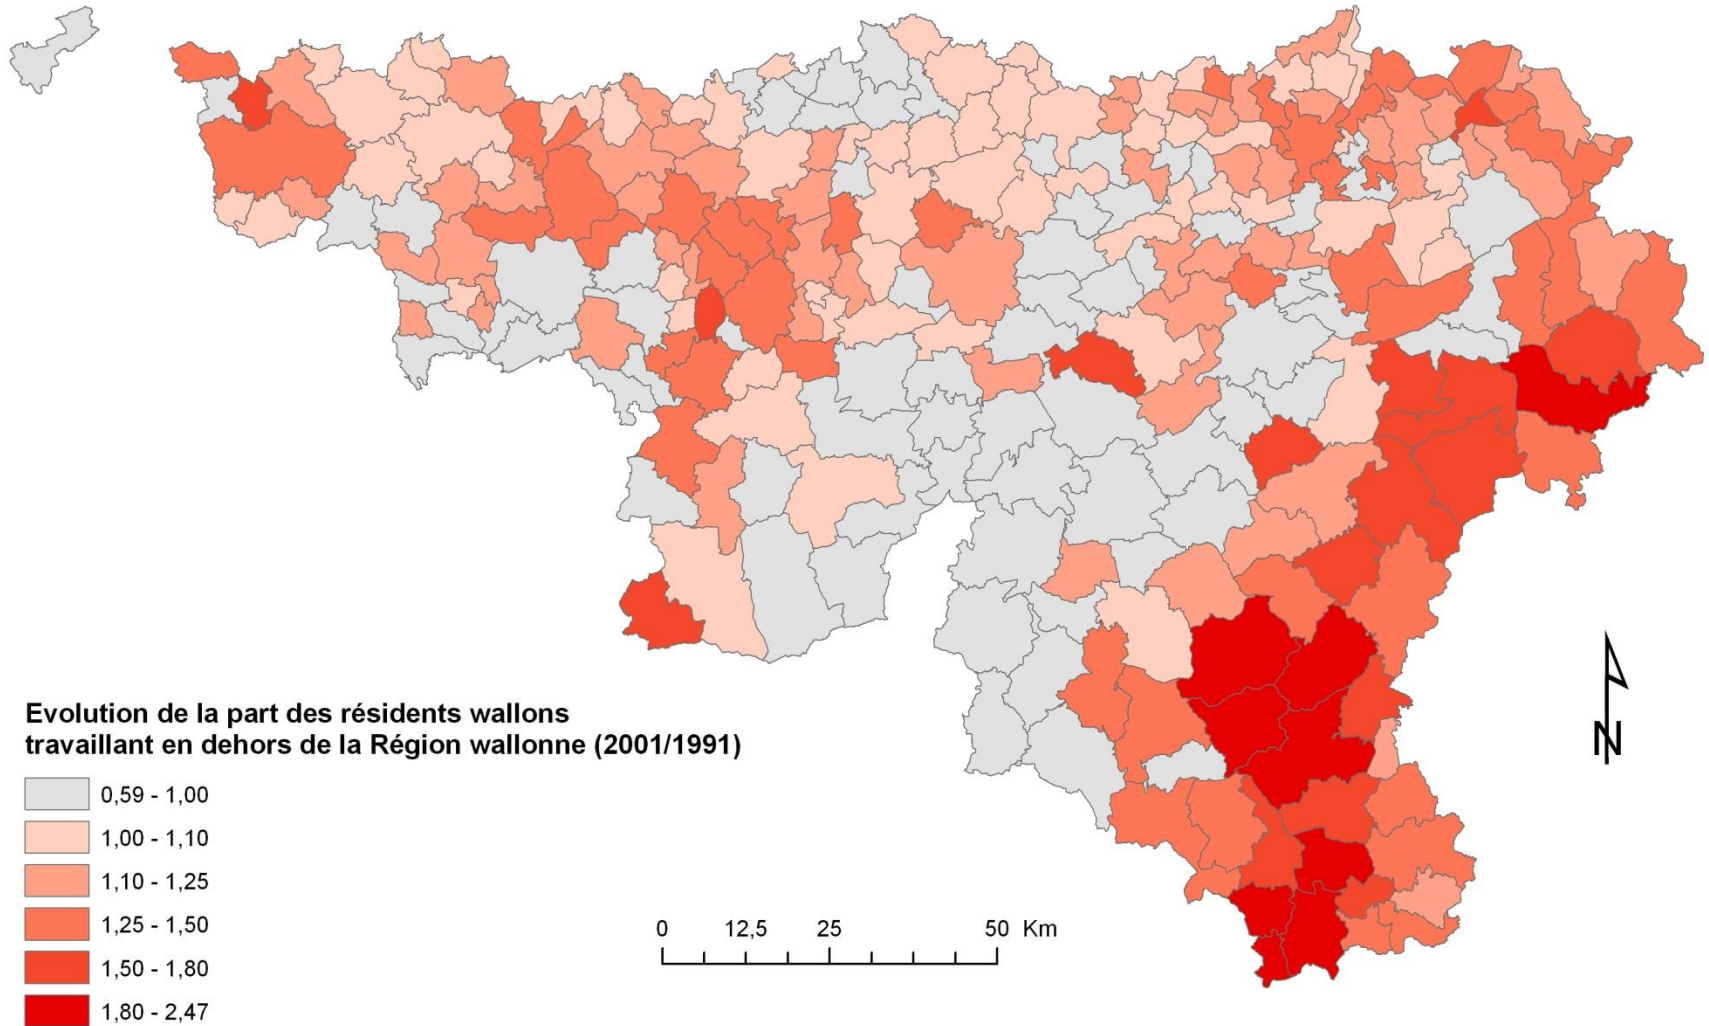 Evolution de la part des résidents wallons
travaillant en dehors de la Région wallonne (2001/1991)
0,59 - 1,00
1,00 - 1,10
1,10 - 1,25
1,25 - 1,50
1,50 - 1,80
1,80 - 2,47
0 12,5 25 50 Km
N